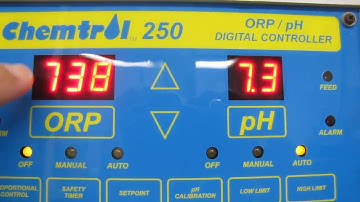 Chemtrol™ 250
ORP / pH
DIGITAL CONTROLLER
738
7.3
FEED
ORP
pH
ALARM
OFF MANUAL AUTO OFF MANUAL AUTO
SAFETY TIMER
SETPOINT
pH CALIBRATION
LOW LIMIT
HIGH LIMIT
CONTROL